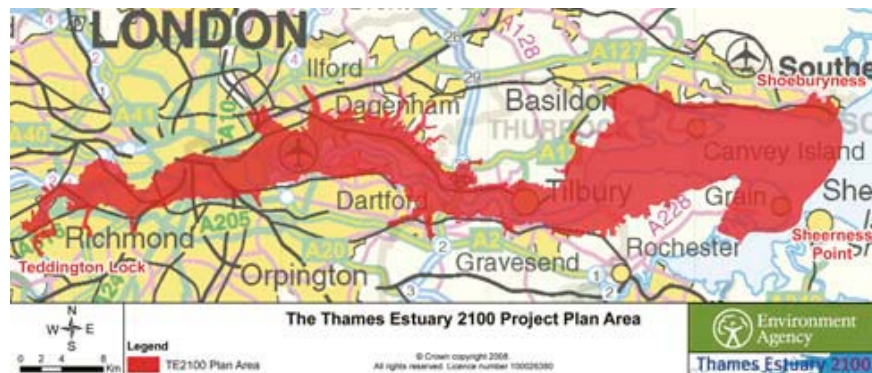 LONDON
Ilford
A127
A128
Southe
Shoeburyness
Dagenham
Basildon
THURROCK
A40
A41
A10
Canvey Island
Dartford
Tilbury
Grain
She
A205
A228
Richmond
Sheerness
Point
Rochester
A20
A2
Gravesend
Teddington Lock
Orpington
The Thames Estuary 2100 Project Plan Area
N
W E
S
0 2 4 8
Km
Legend
TE2100 Plan Area
© Crown copyright 2008.
All rights reserved. Licence number 100026380
Environment
Agency
Thames Estuary 2100